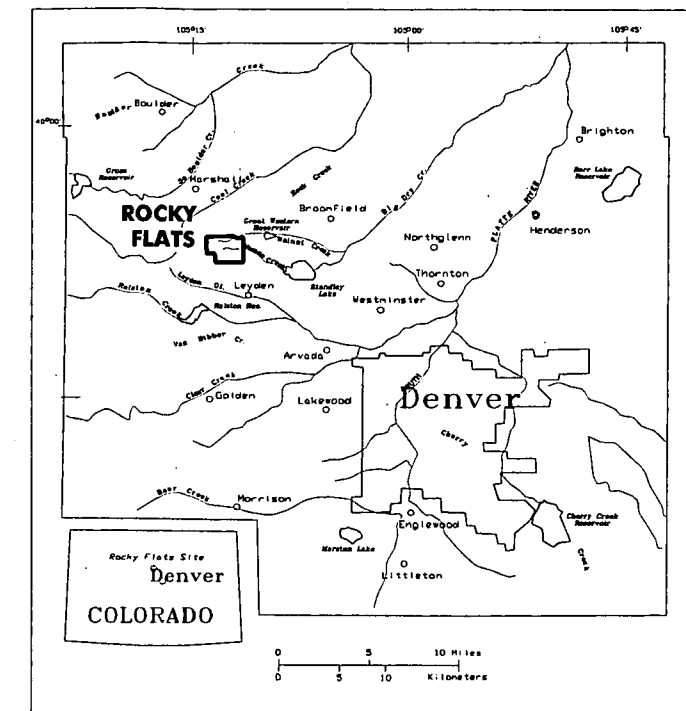 105°15'
105°00'
Creek
Boulder
Boulder
40°00'
So Boulder Cr.
Brighton
Gross
Reservoir
Marshall
Coal Creek
Rock Creek
Big Dry Cr.
Barr Lake
Reservoir
ROCKY
FLATS
Broomfield
Great Western
Reservoir
Walnut Creek
PLATTE RIVER
Henderson
Northglenn
Woman Creek
Leyden
Leyden
Standley
Lake
Thornton
Ralston
Creek
Ralston Res.
Westminster
Van Bibber Cr.
Arvada
SOUTH
Clear Creek
Golden
Lakewood
Denver
Cherry
Bear Creek
Morrison
Englewood
Cherry Creek
Reservoir
Marston Lake
Creek
Littleton
Rocky Flats Site
Denver
COLORADO
0 5 10 Miles
0 5 10 Kilometers